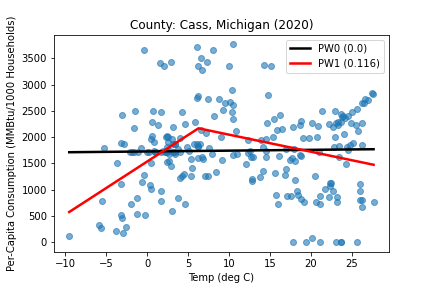 County: Cass, Michigan (2020)
Per-Capita Consumption (MMBtu/1000 Households)
3500
3000
2500
2000
1500
1000
500
0
PW0 (0.0)
PW1 (0.116)
−10 −5 0 5 10 15 20 25
Temp (deg C)